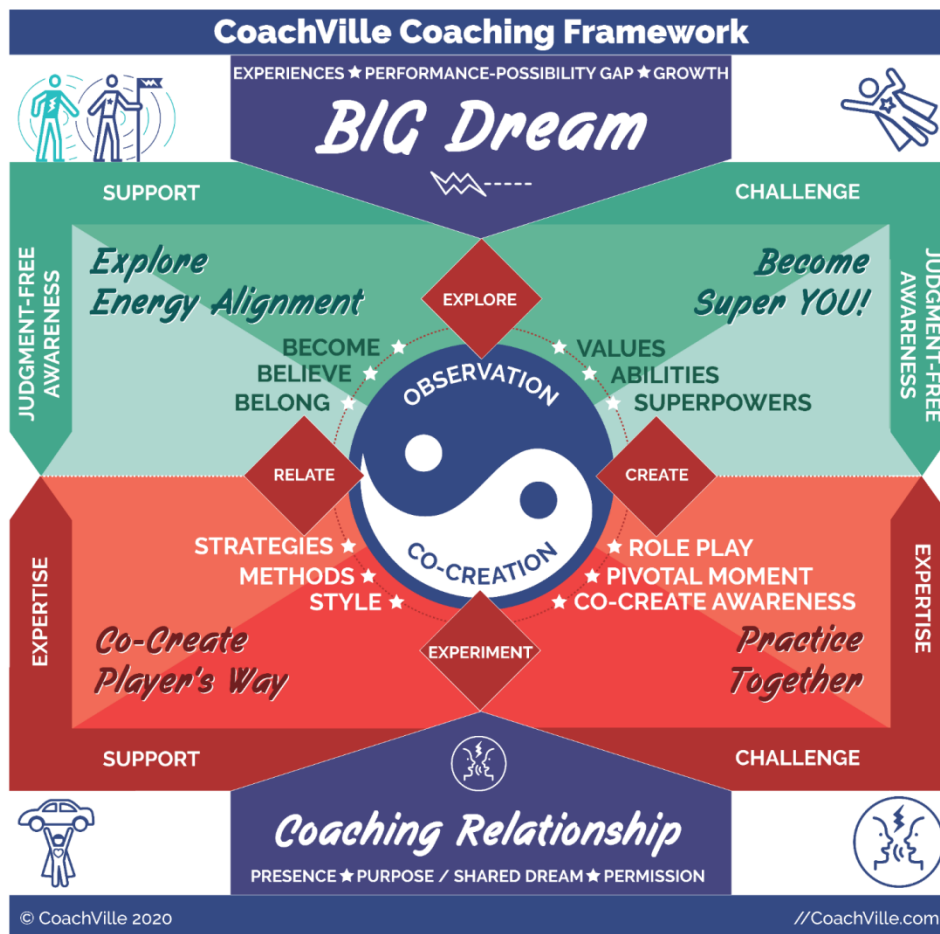 CoachVille Coaching Framework
EXPERIENCES ★ PERFORMANCE-POSSIBILITY GAP ★ GROWTH
BIG Dream
SUPPORT
CHALLENGE
JUDGMENT-FREE
AWARENESS
Explore
Energy Alignment
Become
Super YOU!
JUDGMENT-FREE
AWARENESS
EXPLORE
BECOME
BELIEVE
BELONG
VALUES
ABILITIES
SUPERPOWERS
OBSERVATION
RELATE
CREATE
CO-CREATION
STRATEGIES
METHODS
STYLE
ROLE PLAY
PIVOTAL MOMENT
CO-CREATE AWARENESS
EXPERTISE
EXPERTISE
Co-Create
Player's Way
EXPERIMENT
Practice
Together
SUPPORT
CHALLENGE
Coaching Relationship
PRESENCE ★ PURPOSE / SHARED DREAM ★ PERMISSION
© CoachVille 2020
//CoachVille.com